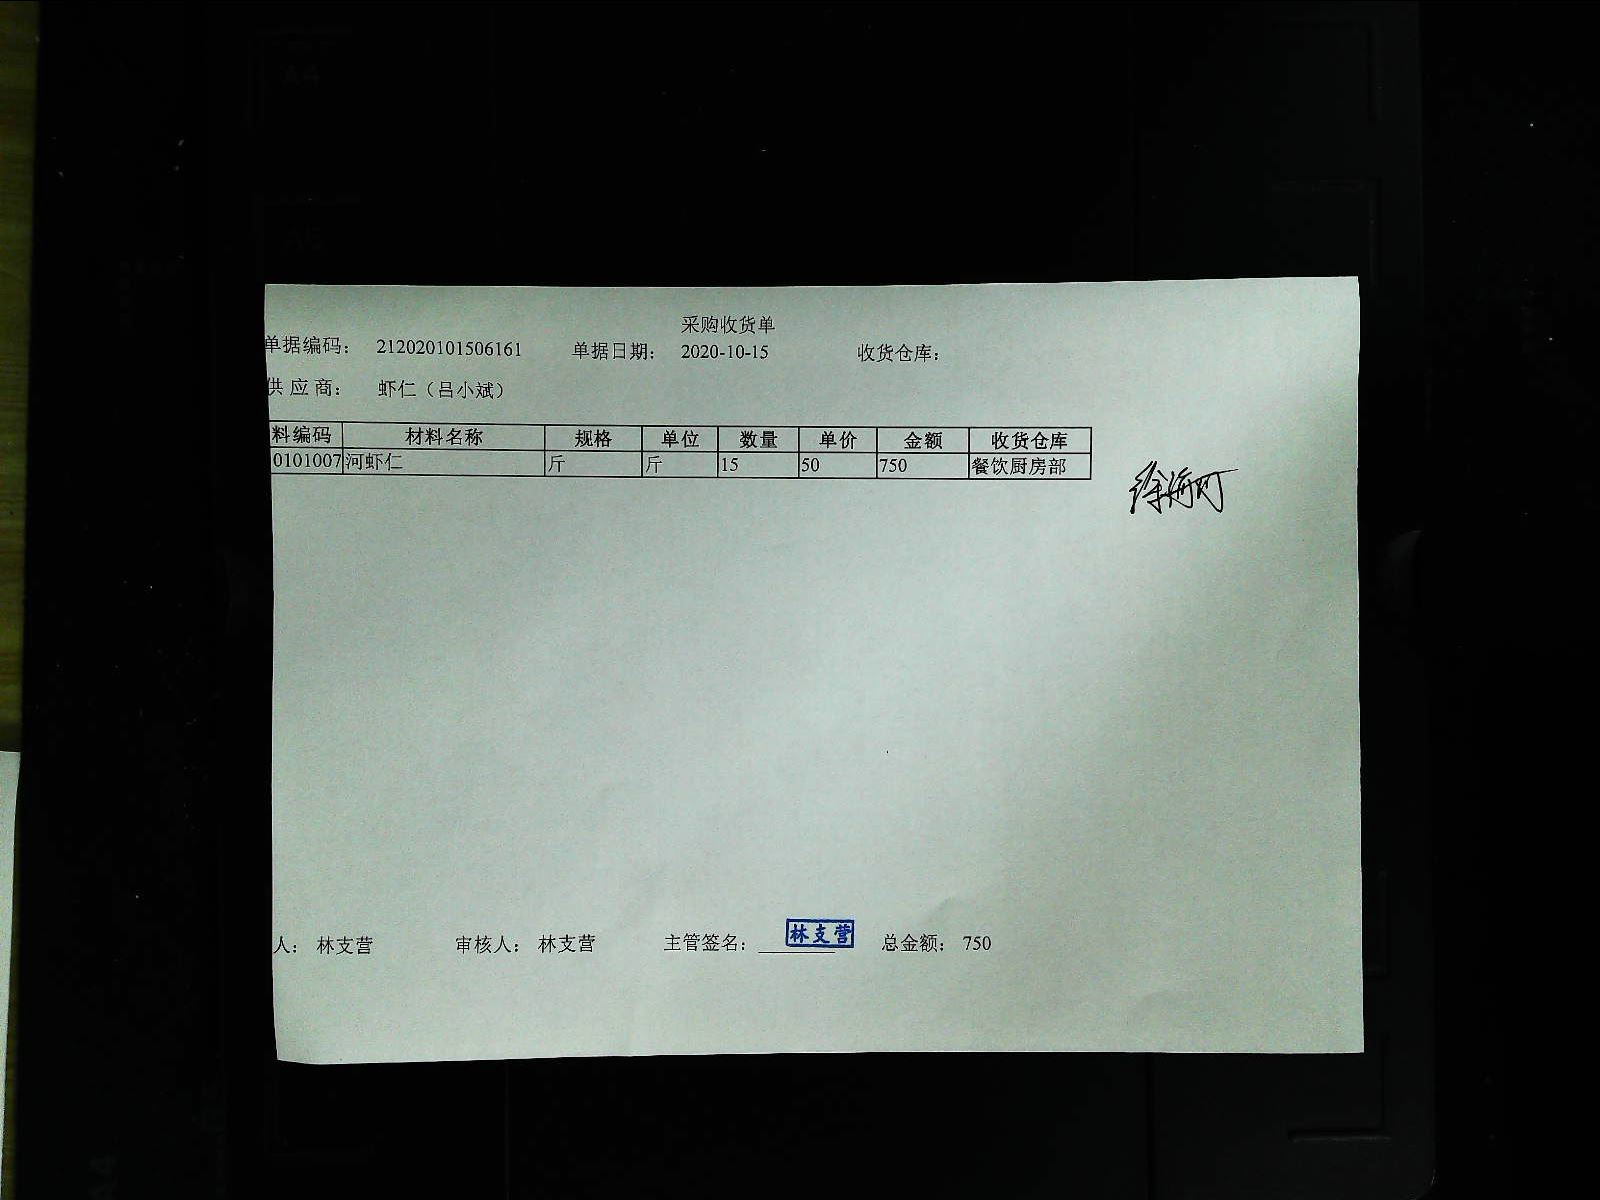 采购收货单
单据编码： 212020101506161 单据日期： 2020-10-15 收货仓库：
供 应 商： 虾仁（吕小斌）
料编码 材料名称 规格 单位 数量 单价 金额 收货仓库
0101007 河虾仁 斤 斤 15 50 750 餐饮厨房部
人： 林支营 审核人： 林支营 主管签名： 林支营 总金额： 750